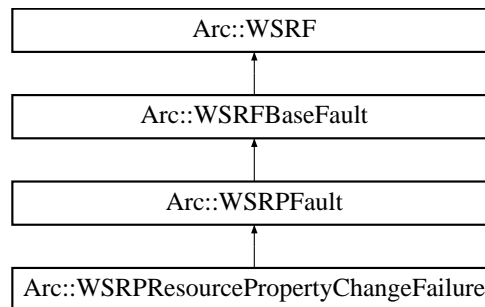 Arc::WSRF
Arc::WSRFBaseFault
Arc::WSRPFault
Arc::WSRPResourcePropertyChangeFailure